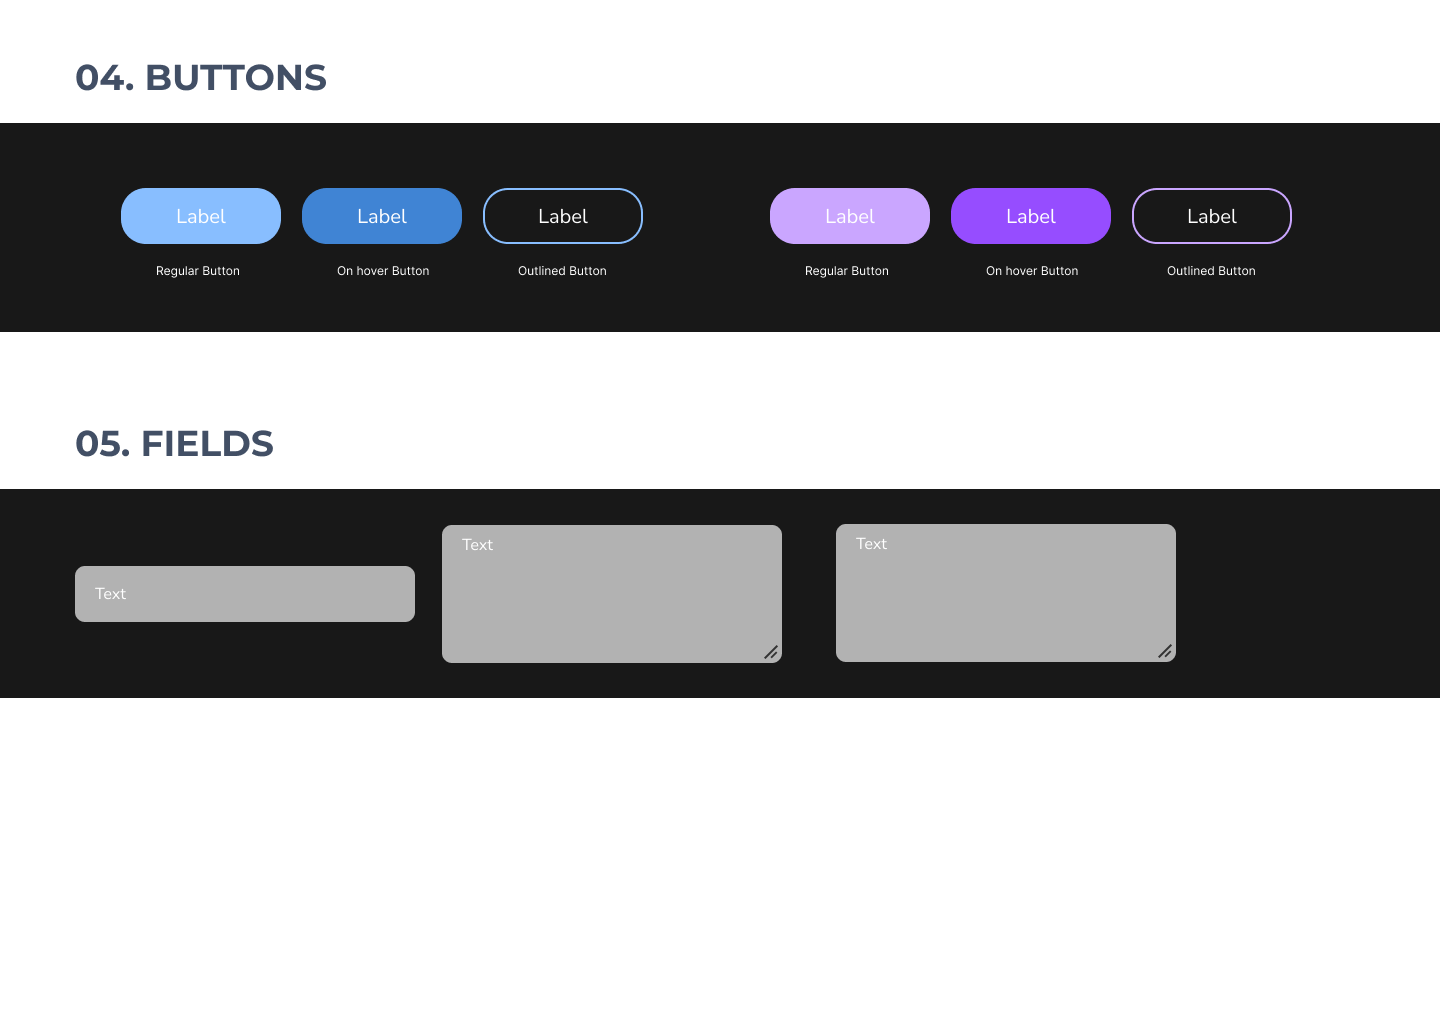 04. BUTTONS
Label
Label
Label
Label
Label
Label
Regular Button
On hover Button
Outlined Button
Regular Button
On hover Button
Outlined Button
05. FIELDS
Text
Text
Text